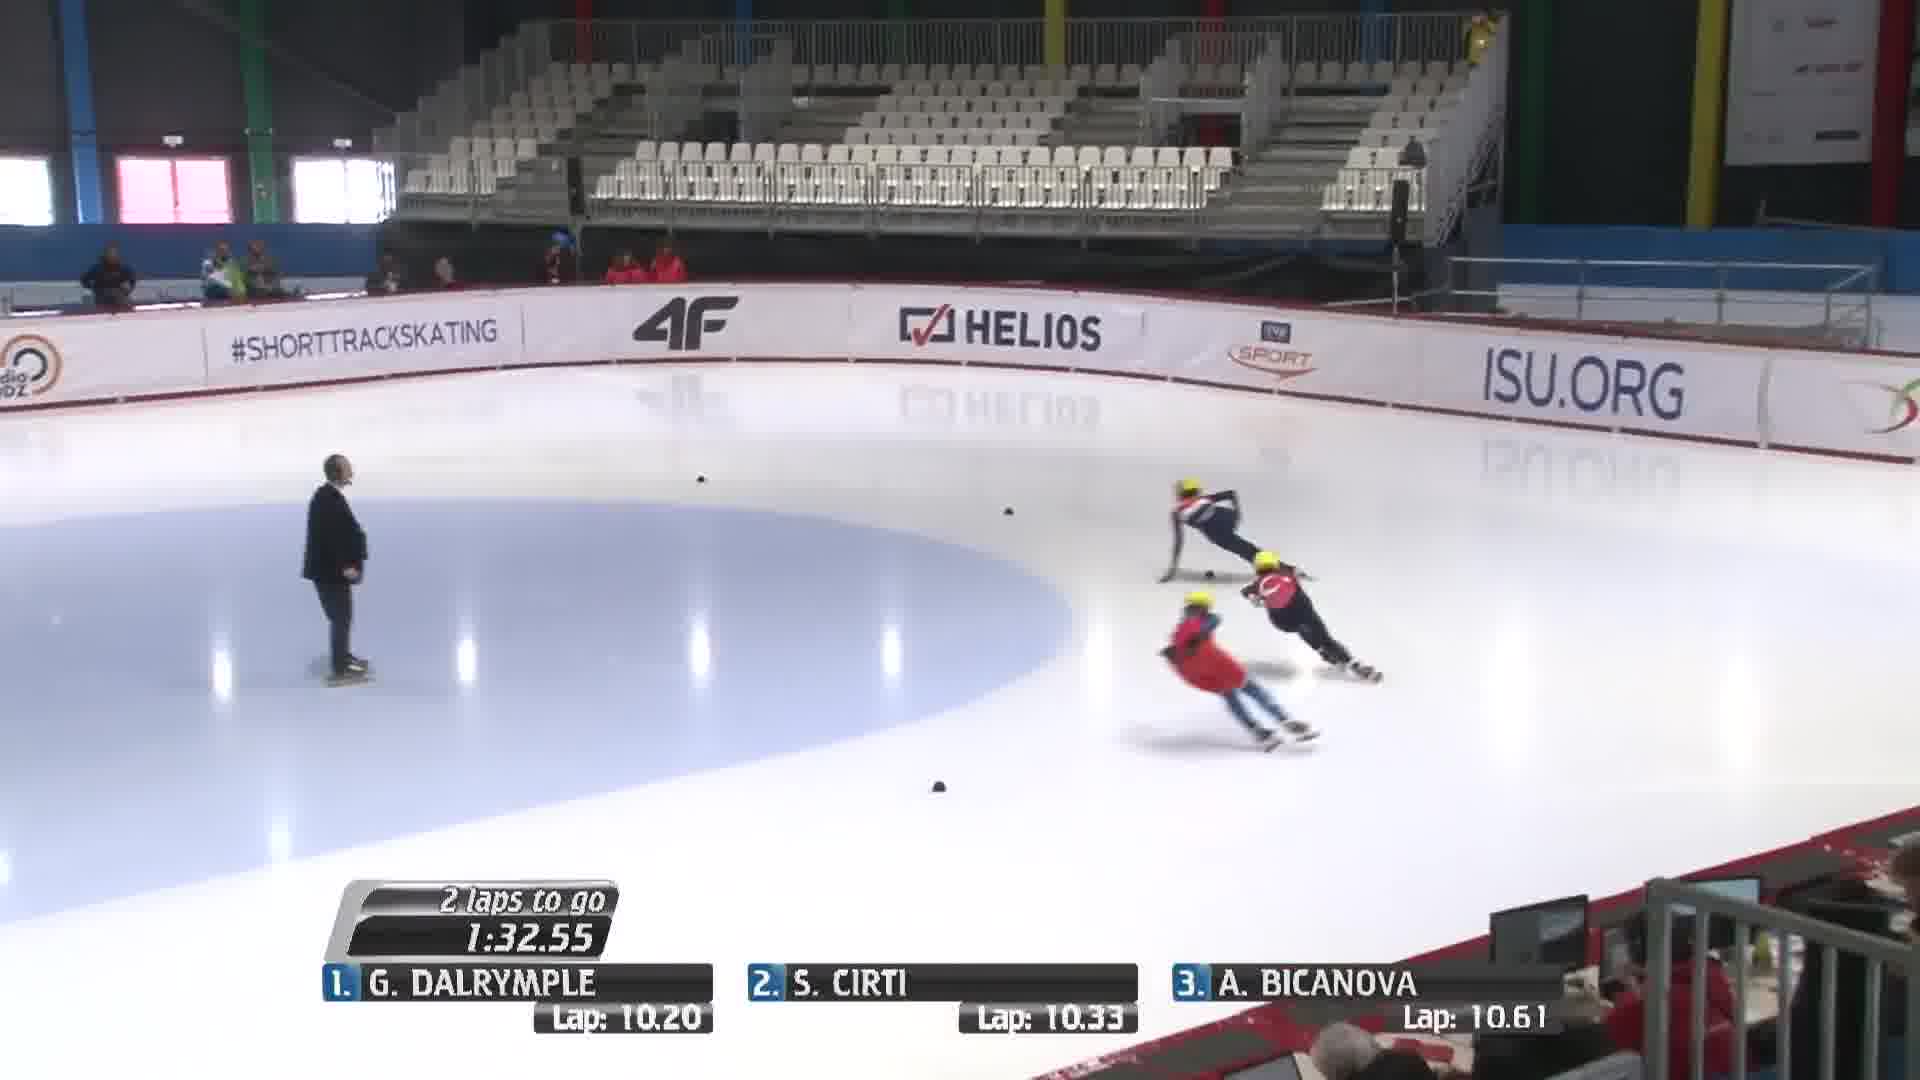 #SHORTTRACKSKATING
4F
HELIOS
TVP
SPORT
ISU.ORG
2 laps to go
1:32.55
1. G. DALRYMPLE
Lap: 10.20
2. S. CIRTI
Lap: 10.33
3. A. BICANOVA
Lap: 10.61